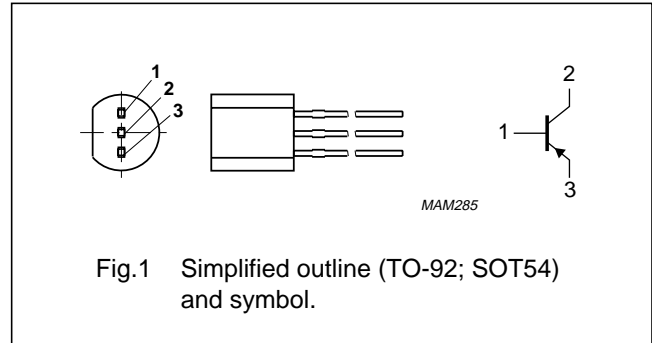 1
2
3
2
1
3
MAM285
Fig.1 Simplified outline (TO-92; SOT54)
and symbol.